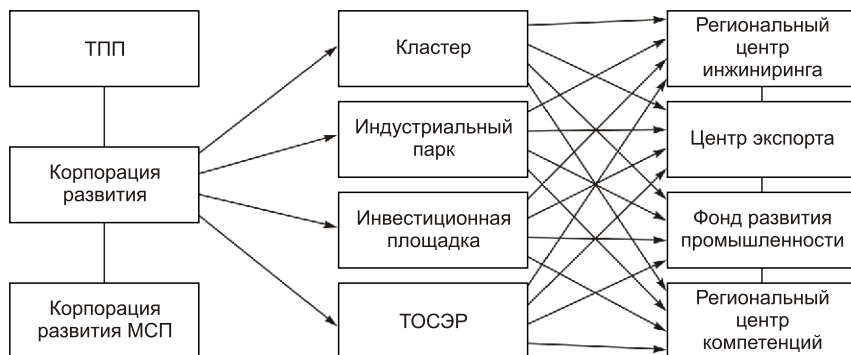 ТПП
Корпорация
развития
Корпорация
развития МСП
Кластер
Индустриальный
парк
Инвестиционная
площадка
ТОСЭР
Региональный
центр
инжиниринга
Центр экспорта
Фонд развития
промышленности
Региональный
центр
компетенций